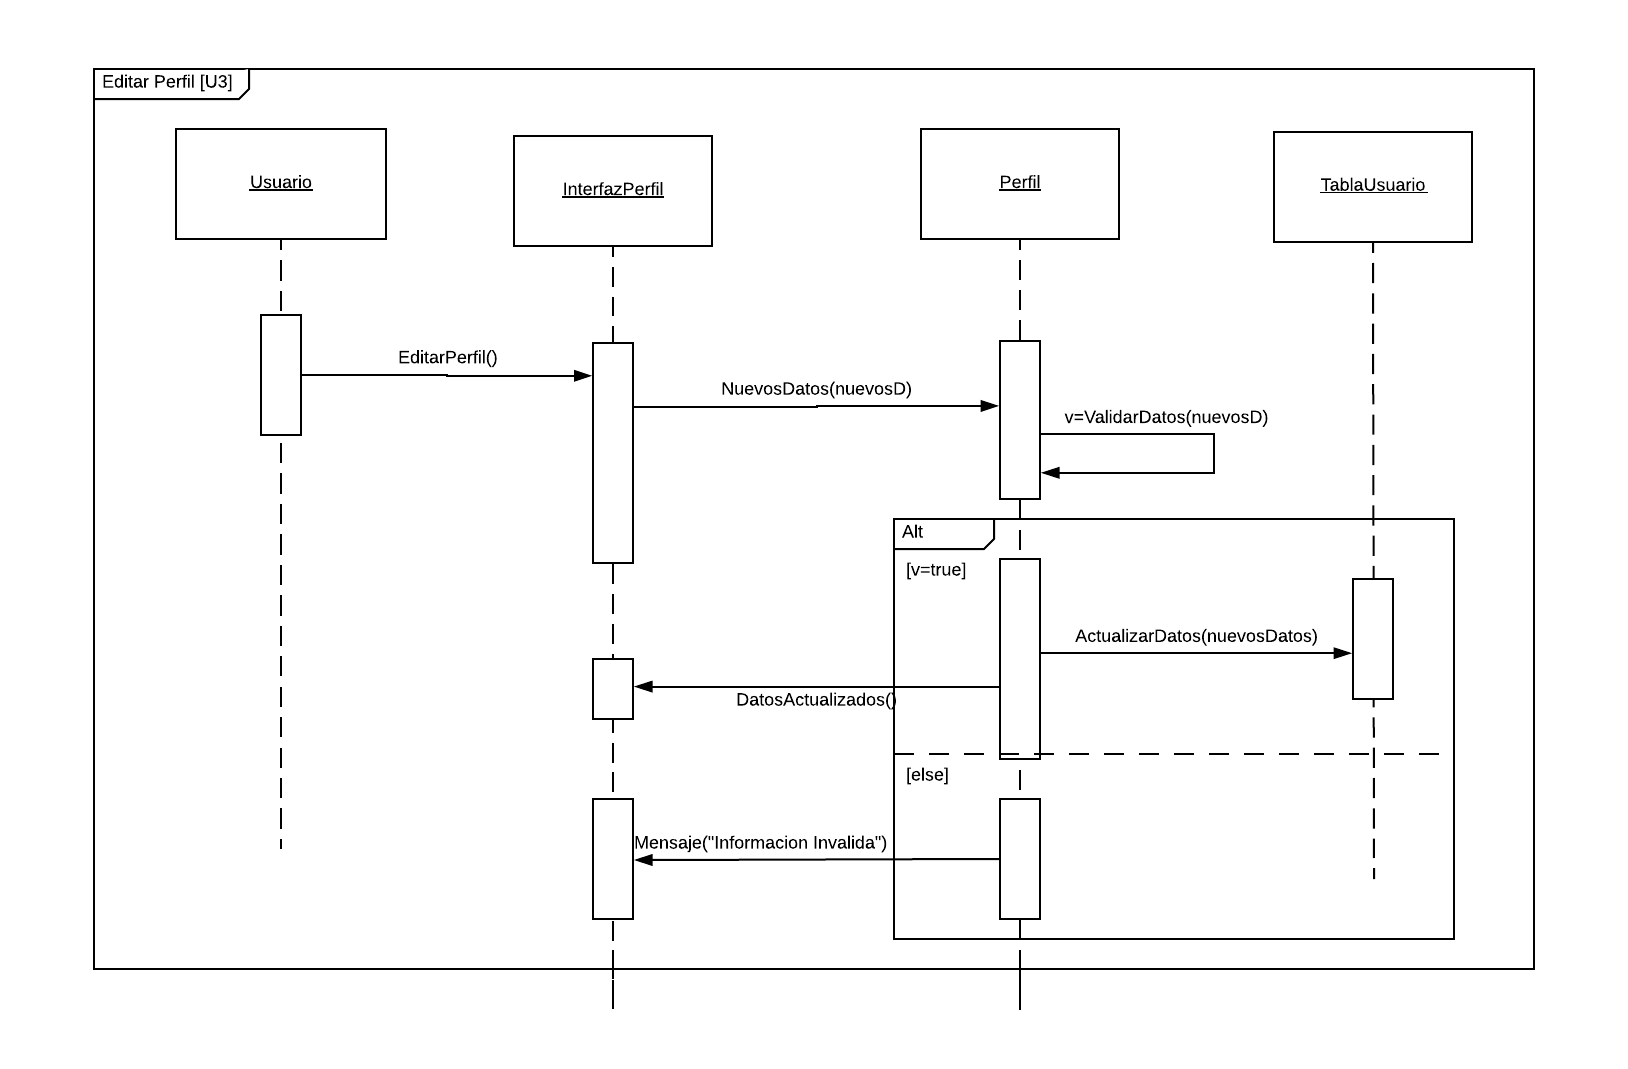 Editar Perfil [U3]
Usuario
InterfazPerfil
Perfil
TablaUsuario
EditarPerfil()
NuevosDatos(nuevosD)
v=ValidarDatos(nuevosD)
Alt
[v=true]
ActualizarDatos(nuevosDatos)
DatosActualizados()
[else]
Mensaje("Informacion Invalida")